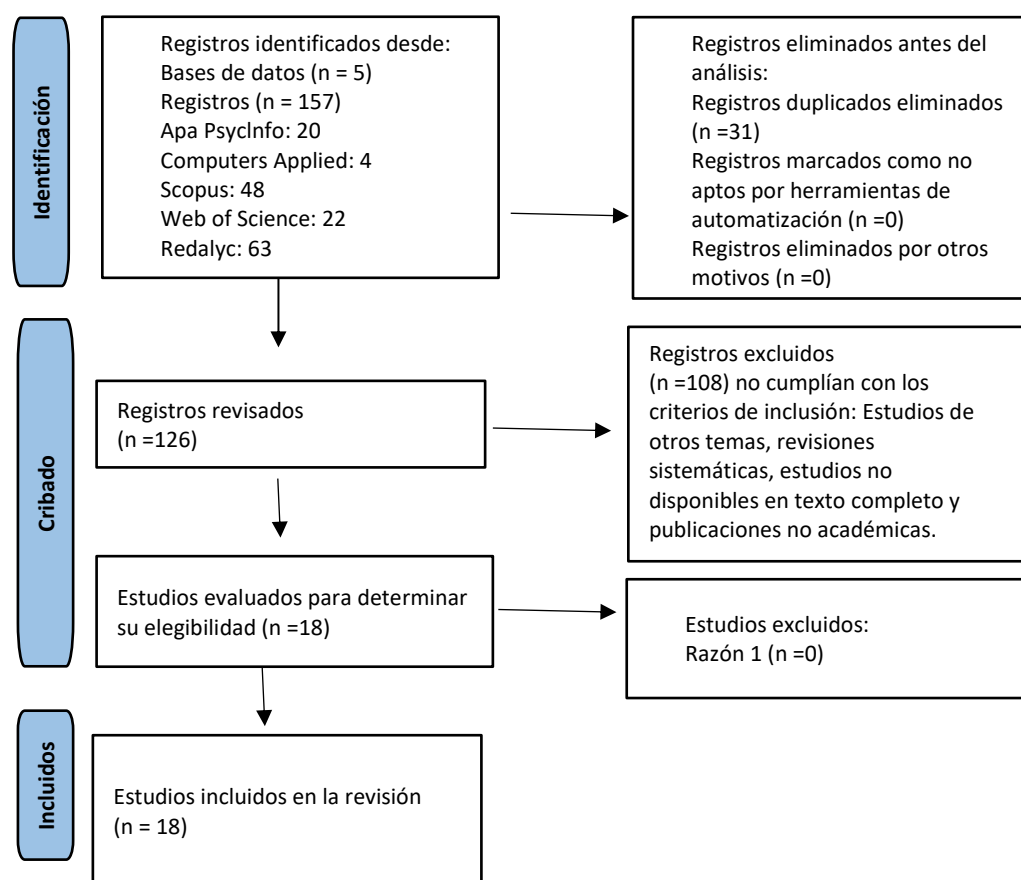 Identificación
Registros identificados desde:
Bases de datos (n = 5)
Registros (n = 157)
Apa PsycInfo: 20
Computers Applied: 4
Scopus: 48
Web of Science: 22
Redalyc: 63
Registros eliminados antes del
análisis:
Registros duplicados eliminados
(n =31)
Registros marcados como no
aptos por herramientas de
automatización (n =0)
Registros eliminados por otros
motivos (n =0)
Cribado
Registros revisados
(n =126)
Registros excluidos
(n =108) no cumplían con los
criterios de inclusión: Estudios de
otros temas, revisiones
sistemáticas, estudios no
disponibles en texto completo y
publicaciones no académicas.
Estudios evaluados para determinar
su elegibilidad (n =18)
Estudios excluidos:
Razón 1 (n =0)
Incluidos
Estudios incluidos en la revisión
(n = 18)